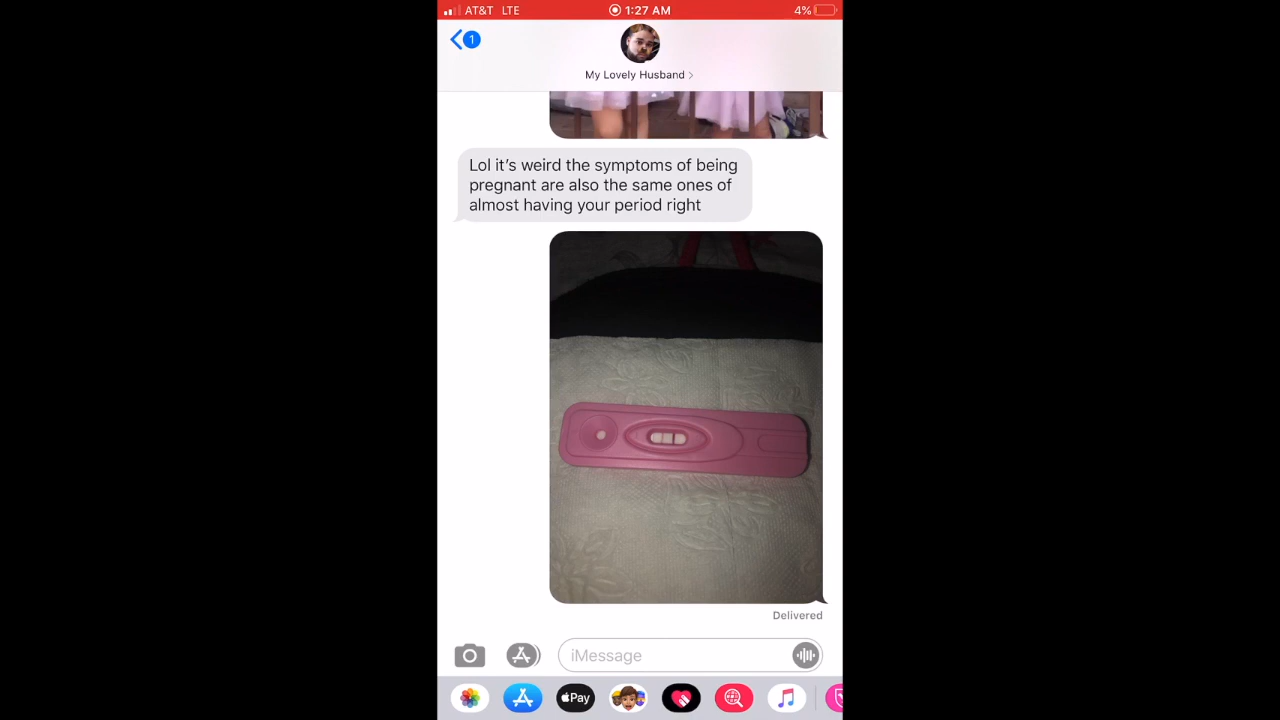 AT&T LTE 1:27 AM 4%
1
My Lovely Husband
Lol it's weird the symptoms of being
pregnant are also the same ones of
almost having your period right
Delivered
iMessage
Pay